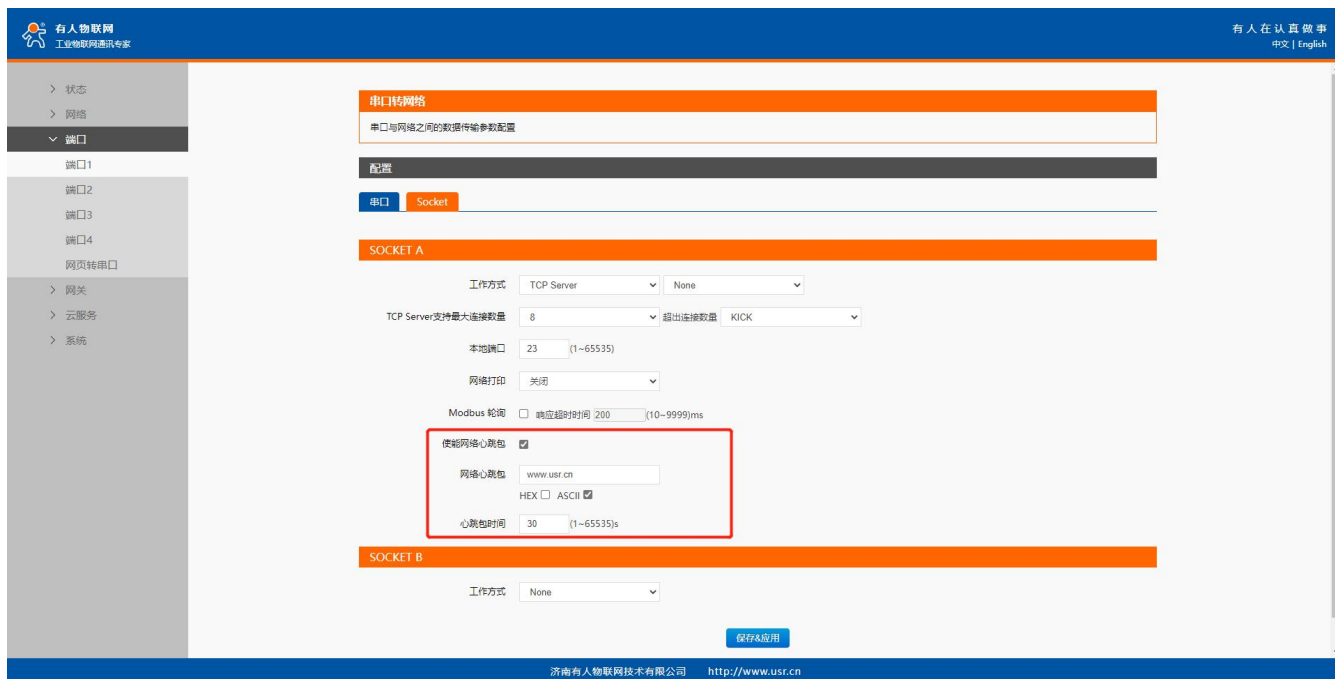 有人物联网
工业物联网通讯专家
有人在认真做事
中文 | English
状态
网络
端口
端口1
端口2
端口3
端口4
网页转串口
网关
云服务
系统
串口转网络
串口与网络之间的数据传输参数配置
配置
串口 Socket
SOCKET A
工作方式 TCP Server None
TCP Server支持最大连接数量 8 超出连接数量 KICK
本地端口 23 (1~65535)
网络打印 关闭
Modbus 轮询 响应超时时间 200 (10~9999)ms
使能网络心跳包
网络心跳包 www.usr.cn
HEX ASCII
心跳包时间 30 (1~65535)s
SOCKET B
工作方式 None
保存&应用
济南有人物联网技术有限公司 http://www.usr.cn